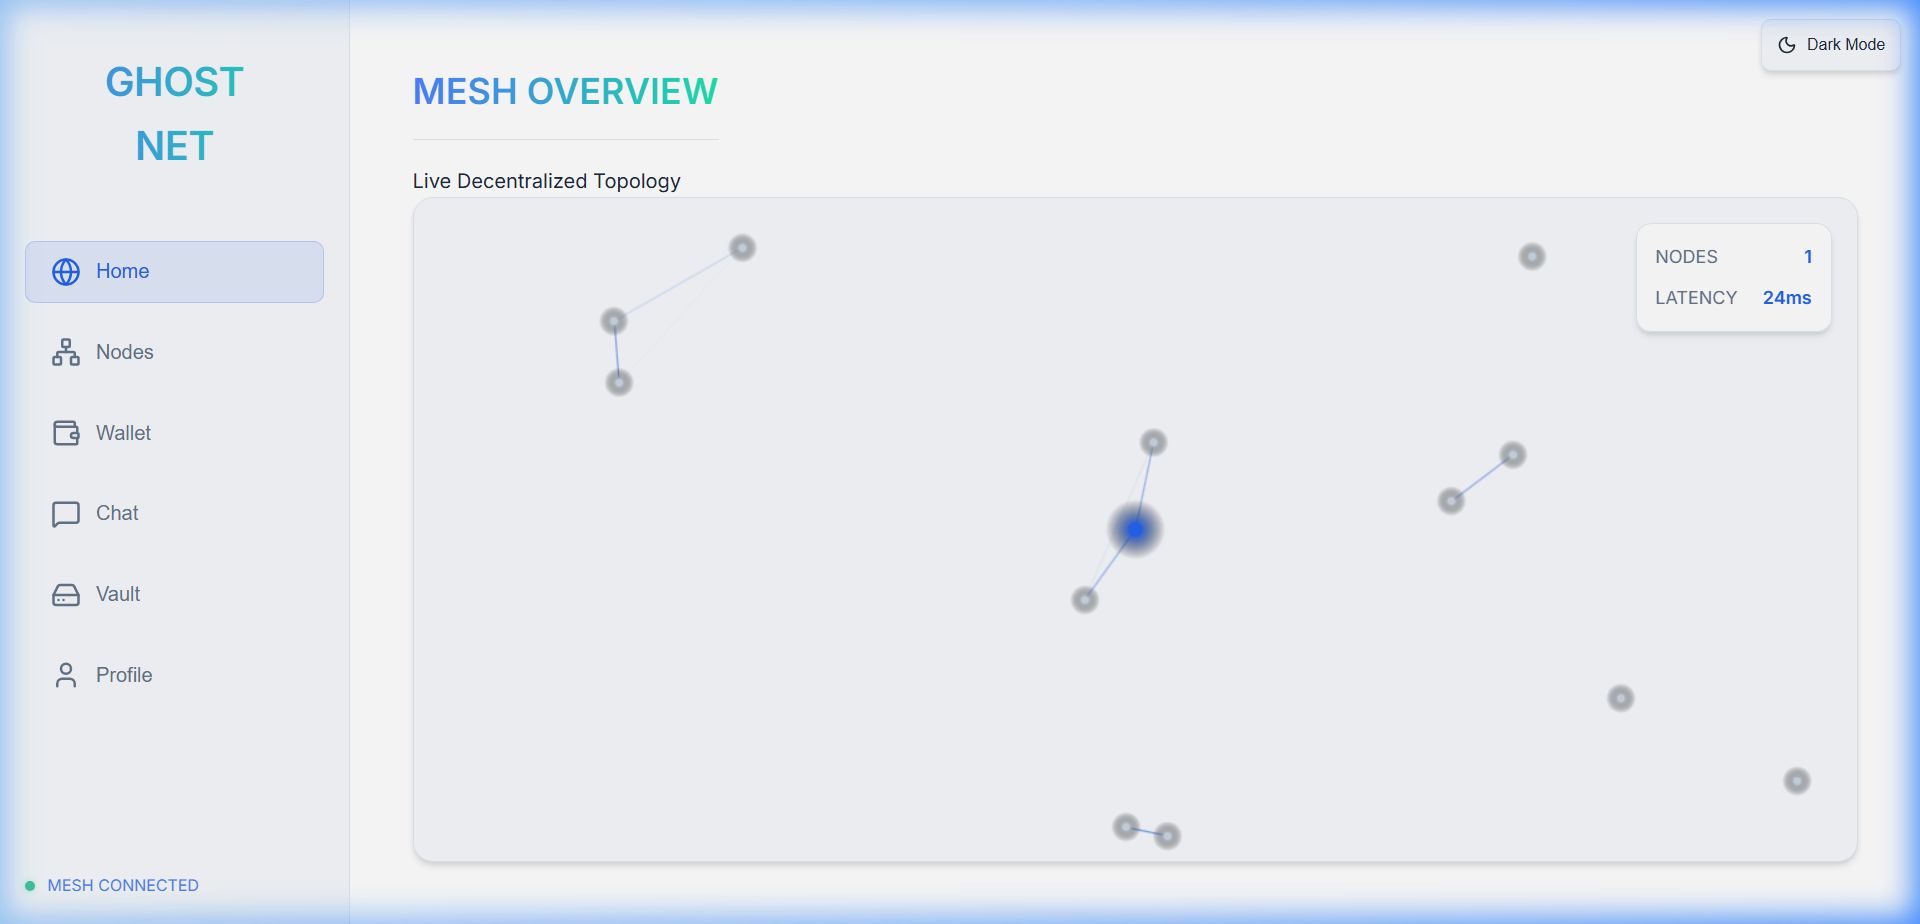 GHOST
NET
Home
Nodes
Wallet
Chat
Vault
Profile
MESH CONNECTED
Dark Mode
MESH OVERVIEW
Live Decentralized Topology
NODES 1
LATENCY 24ms